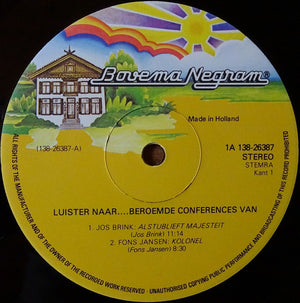 Bovema Negram
Made in Holland
(138-26387-A)
1A 138-26387
STEREO
STEMRA
Kant 1
LUISTER NAAR....BEROEMDE CONFERENCES VAN
1. JOS BRINK: ALSTUBLIEFT MAJESTEIT
(Jos Brink) 11:14
2. FONS JANSEN: KOLONEL
(Fons Jansen) 8:30
ALL RIGHTS OF THE MANUFACTURER AND OF THE OWNER OF THE RECORDED WORK RESERVED - UNAUTHORISED COPYING PUBLIC PERFORMANCE AND BROADCASTING OF THIS RECORD PROHIBITED